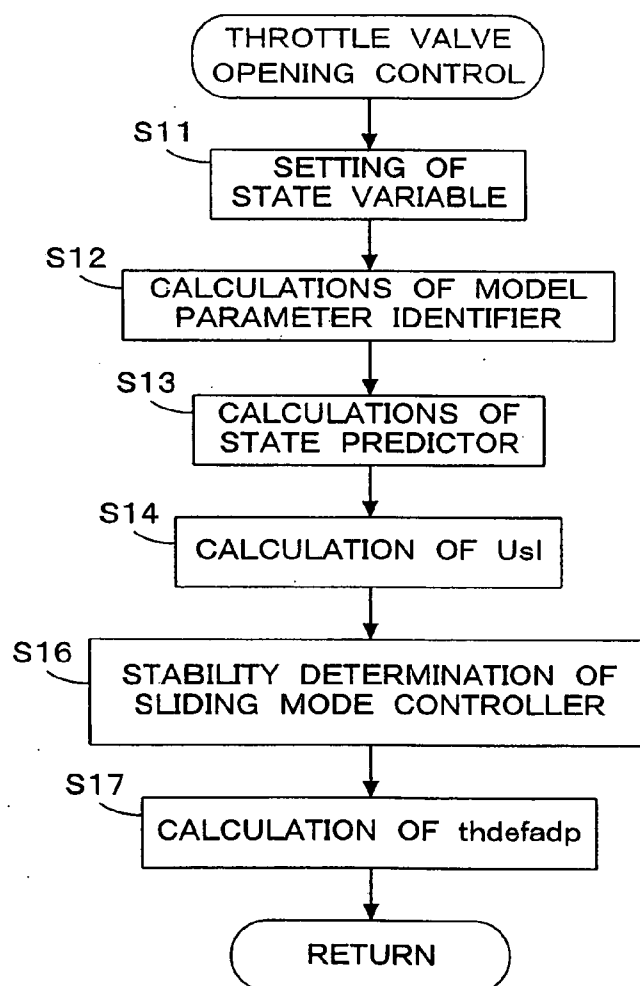 THROTTLE VALVE
OPENING CONTROL
S11
SETTING OF
STATE VARIABLE
S12
CALCULATIONS OF MODEL
PARAMETER IDENTIFIER
S13
CALCULATIONS OF
STATE PREDICTOR
S14
CALCULATION OF Usl
S16
STABILITY DETERMINATION OF
SLIDING MODE CONTROLLER
S17
CALCULATION OF thdefadp
RETURN